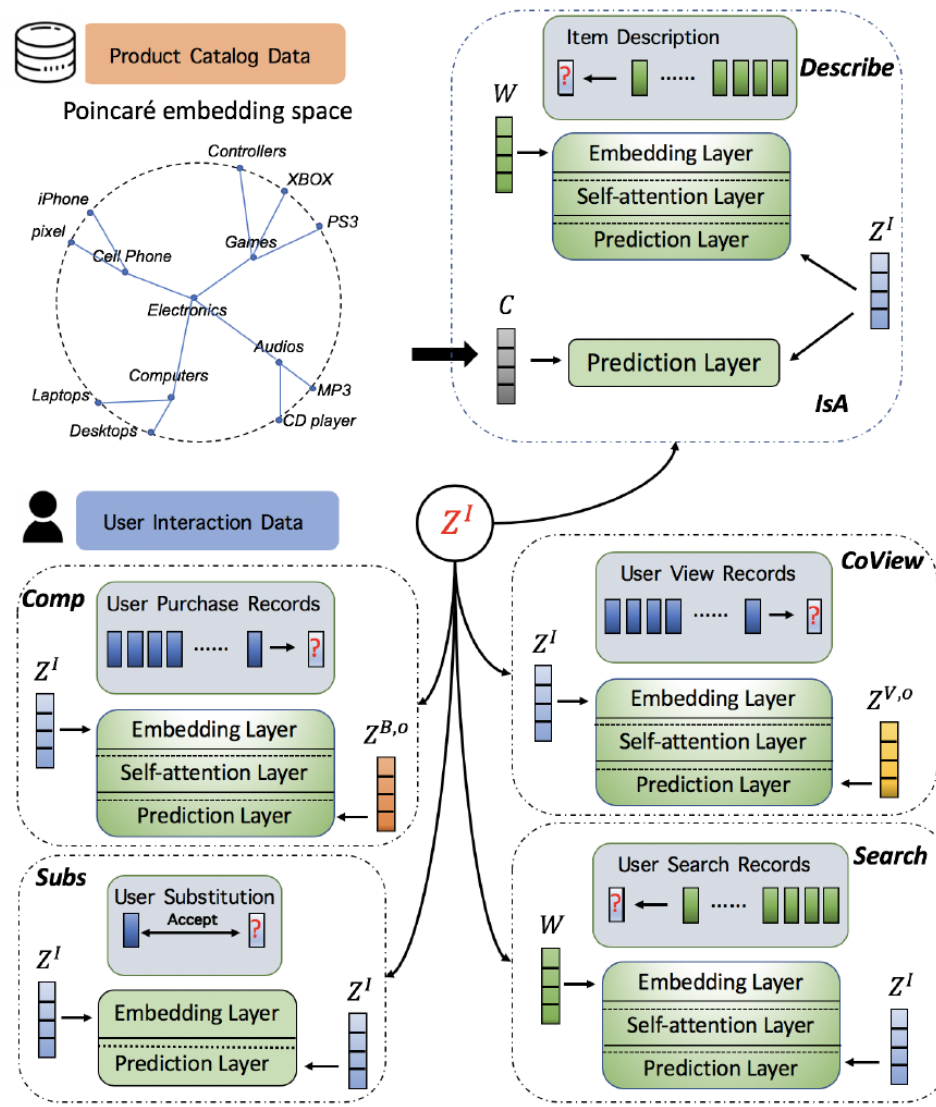 Product Catalog Data
Poincaré embedding space
Controllers
XBOX
iPhone
PS3
pixel
Games
Cell Phone
Electronics
Audios
Computers
MP3
Laptops
CD player
Desktops
Item Description
? ......
Describe
W
Embedding Layer
Self-attention Layer
Prediction Layer
Z^I
C
Prediction Layer
IsA
User Interaction Data
Z^I
Comp
User Purchase Records
...... ?
Z^I
Embedding Layer
Self-attention Layer
Prediction Layer
Z^{B,o}
CoView
User View Records
...... ?
Z^I
Embedding Layer
Self-attention Layer
Prediction Layer
Z^{V,o}
Subs
User Substitution
Accept
?
Z^I
Embedding Layer
Prediction Layer
Z^I
Search
User Search Records
? ......
W
Embedding Layer
Self-attention Layer
Prediction Layer
Z^I